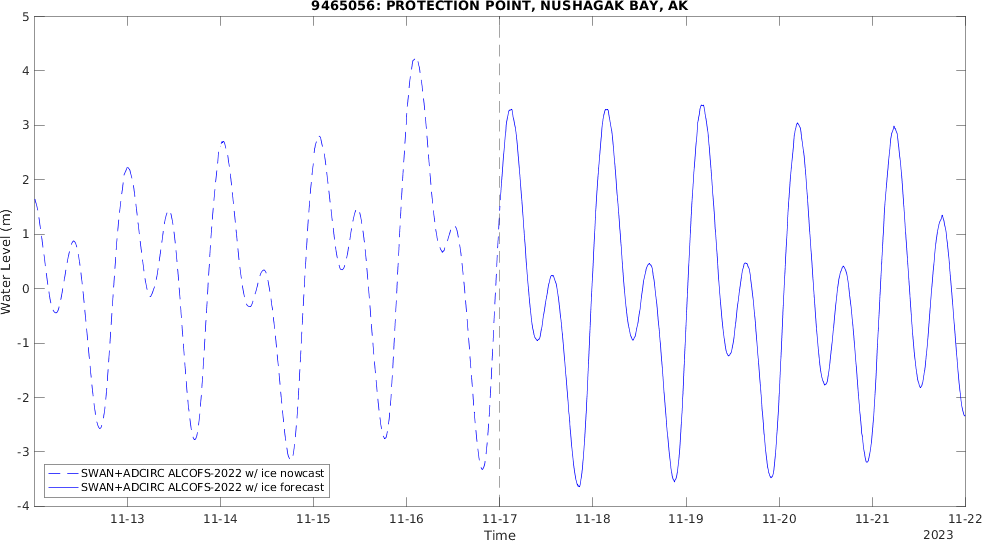 9465056: PROTECTION POINT, NUSHAGAK BAY, AK
5
4
3
2
1
0
-1
-2
-3
-4
Water Level (m)
SWAN+ADCIRC ALCOFS-2022 w/ ice nowcast
SWAN+ADCIRC ALCOFS-2022 w/ ice forecast
11-13 11-14 11-15 11-16 11-17 11-18 11-19 11-20 11-21 11-22
Time
2023